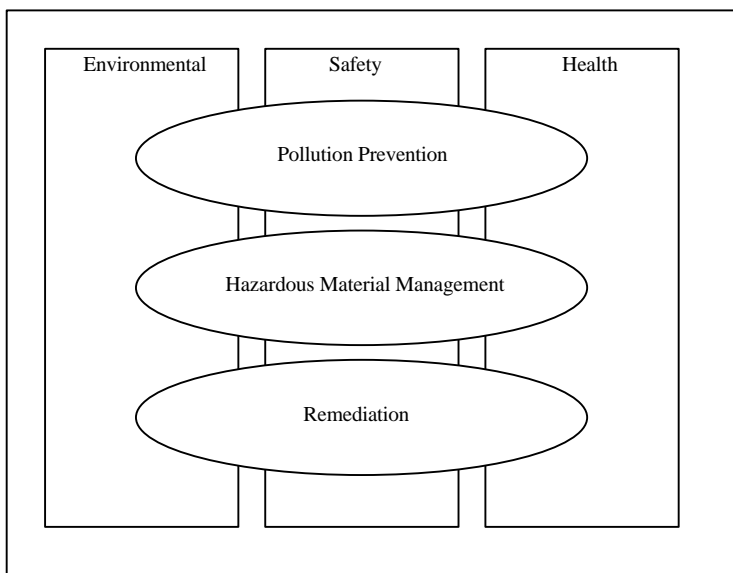 Environmental
Safety
Health
Pollution Prevention
Hazardous Material Management
Remediation